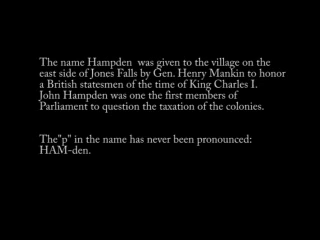 The name Hampden  was given to the village on the
east side of Jones Falls by Gen. Henry Mankin to honor
a British statesmen of the time of King Charles I.
John Hampden was one the first members of
Parliament to question the taxation of the colonies.
The"p" in the name has never been pronounced:
HAM-den.